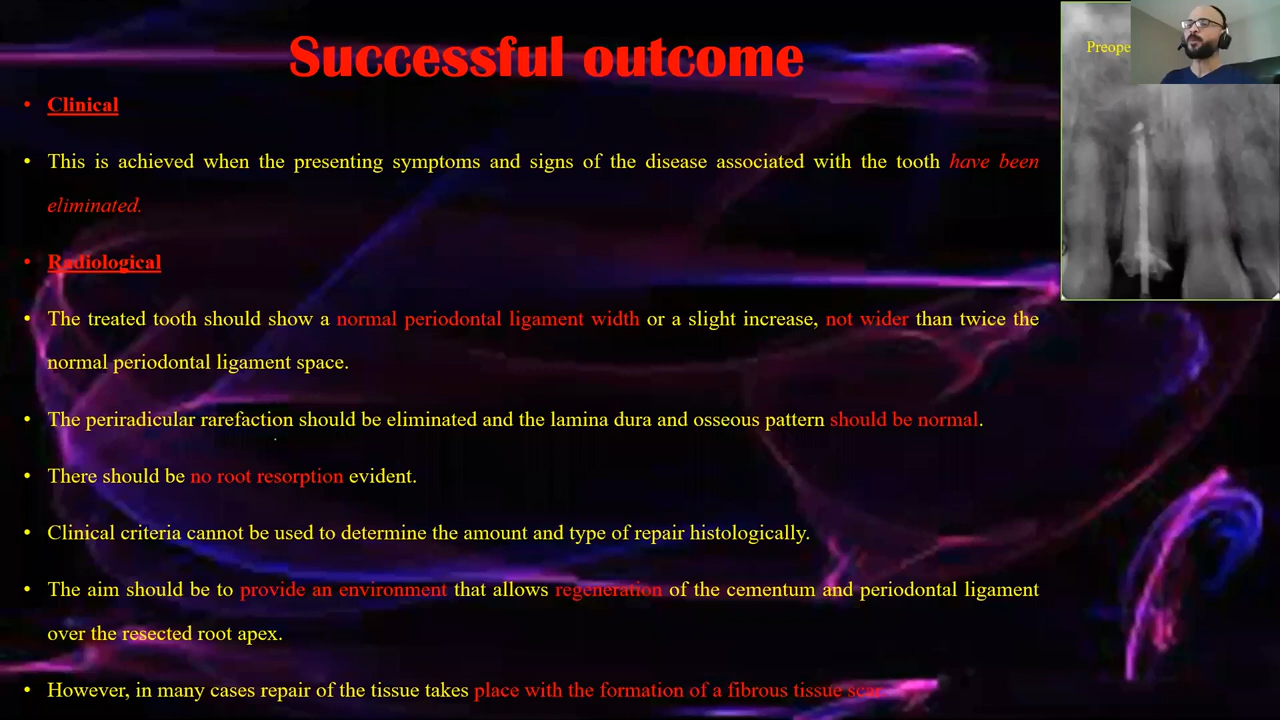 Successful outcome
• Clinical
• This is achieved when the presenting symptoms and signs of the disease associated with the tooth have been
eliminated.
• Radiological
• The treated tooth should show a normal periodontal ligament width or a slight increase, not wider than twice the
normal periodontal ligament space.
• The periradicular rarefaction should be eliminated and the lamina dura and osseous pattern should be normal.
• There should be no root resorption evident.
• Clinical criteria cannot be used to determine the amount and type of repair histologically.
• The aim should be to provide an environment that allows regeneration of the cementum and periodontal ligament
over the resected root apex.
• However, in many cases repair of the tissue takes place with the formation of a fibrous tissue scar
Preope